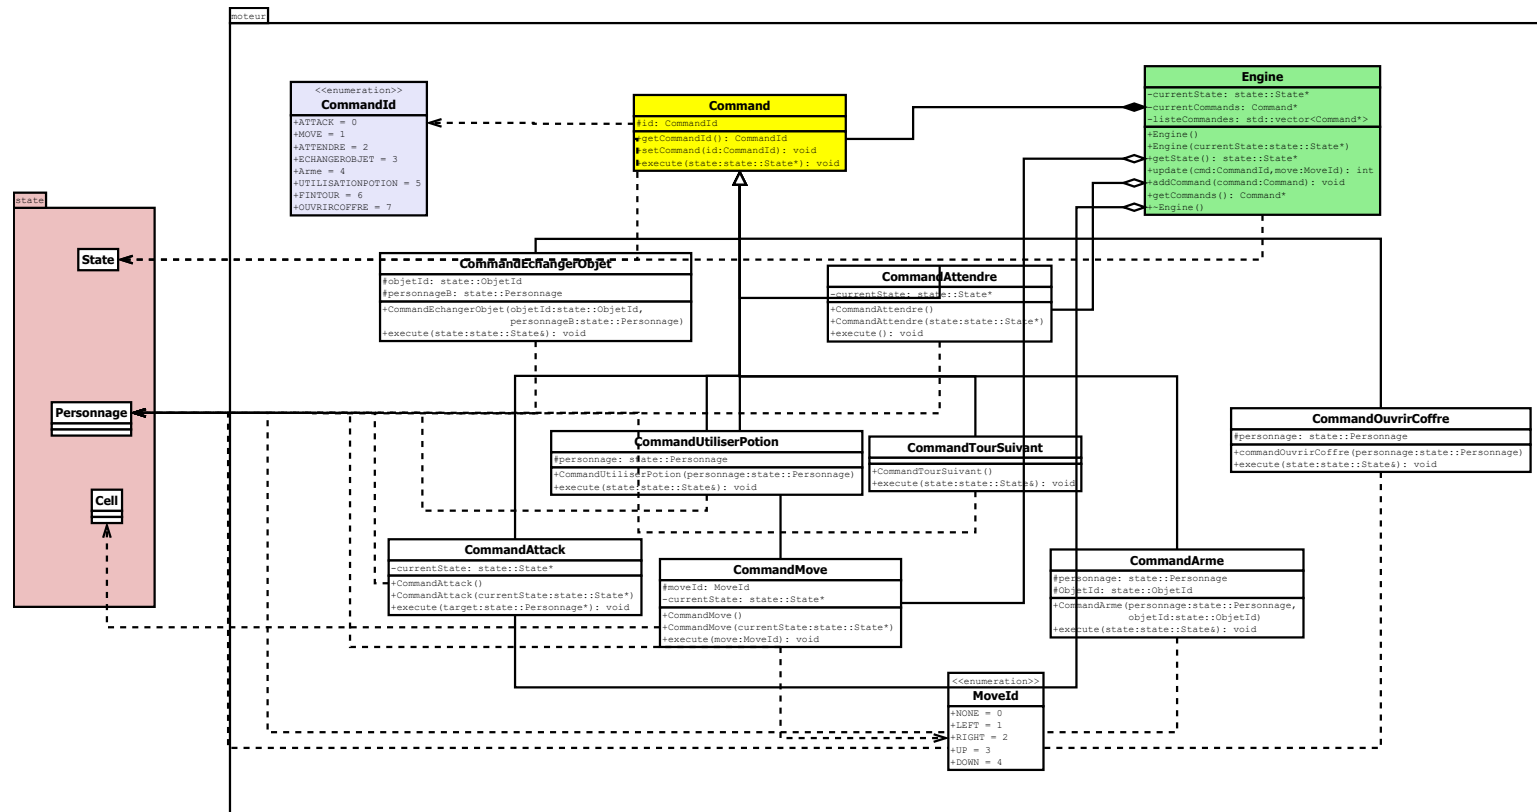 moteur
<<enumeration>>
CommandId
+ATTACK = 0
+MOVE = 1
+ATTENDRE = 2
+ECHANGEROBJET = 3
+Arme = 4
+UTILISATIONPOTION = 5
+FINTOUR = 6
+OUVRIRCOFFRE = 7
Command
#id: CommandId
+getCommandId(): CommandId
+setCommand(id:CommandId): void
+execute(state:state::State*): void
Engine
-currentState: state::State*
-currentCommands: Command*
-listeCommandes: std::vector<Command*>
+Engine()
+Engine(currentState:state::State*)
+getState(): state::State*
+update(cmd:CommandId,move:MoveId): int
+addCommand(command:Command): void
+getCommands(): Command*
+~Engine()
state
State
Personnage
Cell
CommandEchangerObjet
#objetId: state::ObjetId
#personnageB: state::Personnage
+CommandEchangerObjet(objetId:state::ObjetId,
personnageB:state::Personnage)
+execute(state:state::State&): void
CommandAttendre
-currentState: state::State*
+CommandAttendre()
+CommandAttendre(state:state::State*)
+execute(): void
CommandUtiliserPotion
#personnage: state::Personnage
+CommandUtiliserPotion(personnage:state::Personnage)
+execute(state:state::State&): void
CommandTourSuivant
+CommandTourSuivant()
+execute(state:state::State&): void
CommandOuvrirCoffre
#personnage: state::Personnage
+commandOuvrirCoffre(personnage:state::Personnage)
+execute(state:state::State&): void
CommandAttack
-currentState: state::State*
+CommandAttack()
+CommandAttack(currentState:state::State*)
+execute(target:state::Personnage*): void
CommandMove
#moveId: MoveId
-currentState: state::State*
+CommandMove()
+CommandMove(currentState:state::State*)
+execute(move:MoveId): void
CommandArme
#personnage: state::Personnage
#ObjetId: state::ObjetId
+CommandArme(personnage:state::Personnage,
objetId:state::ObjetId)
+execute(state:state::State&): void
<<enumeration>>
MoveId
+NONE = 0
+LEFT = 1
+RIGHT = 2
+UP = 3
+DOWN = 4